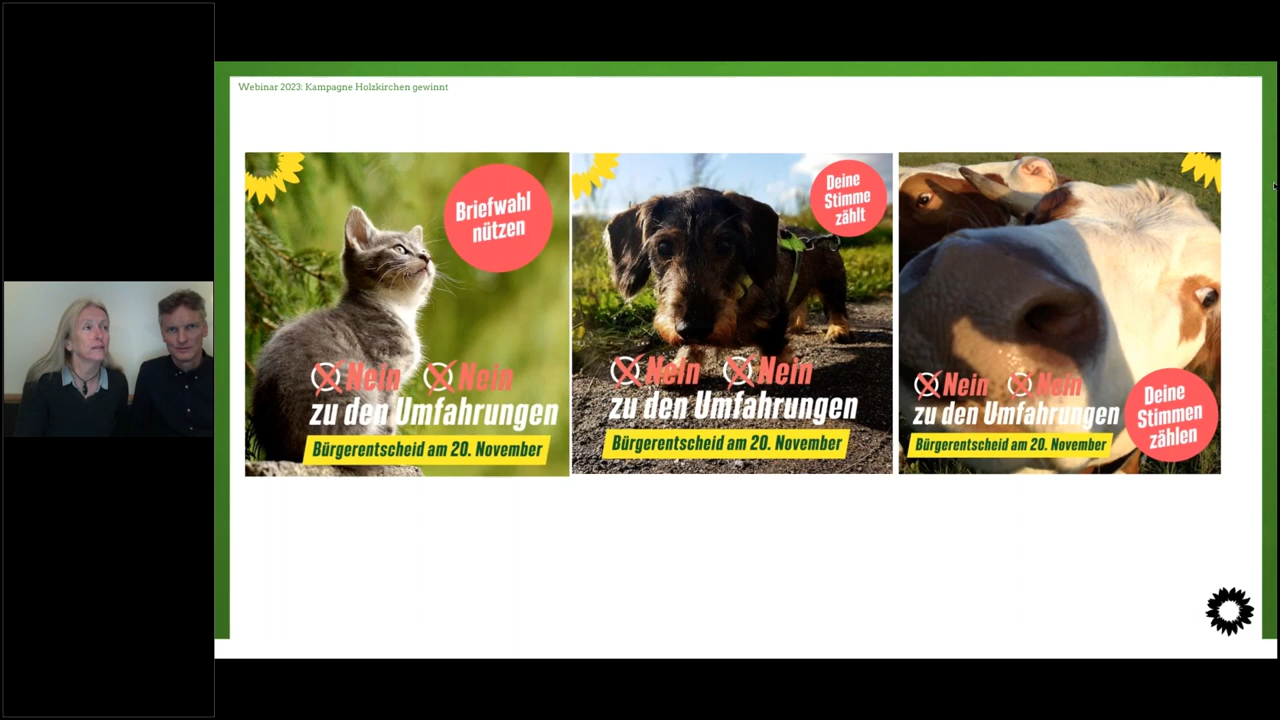 Webinar 2023: Kampagne Holzkirchen gewinnt
Briefwahl
nützen
Nein Nein
zu den Umfahrungen
Bürgerentscheid am 20. November
Deine
Stimme
zählt
Nein Nein
zu den Umfahrungen
Bürgerentscheid am 20. November
Nein Nein
zu den Umfahrungen
Bürgerentscheid am 20. November
Deine
Stimmen
zählen